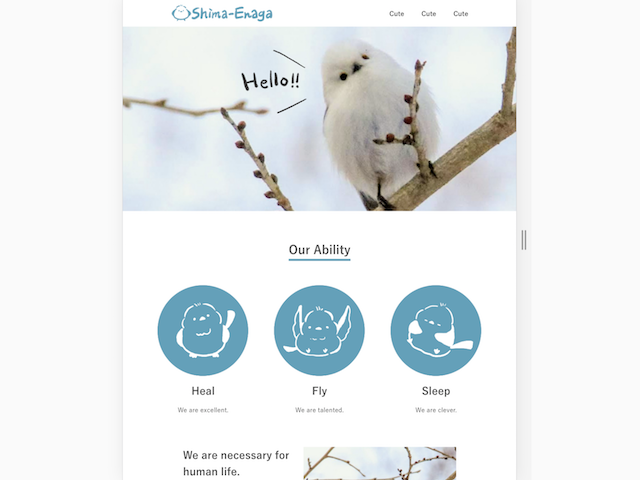 Shima-Enaga
Cute Cute Cute
Hello!!
Our Ability
Heal Fly Sleep
We are excellent. We are talented. We are clever.
We are necessary for
human life.